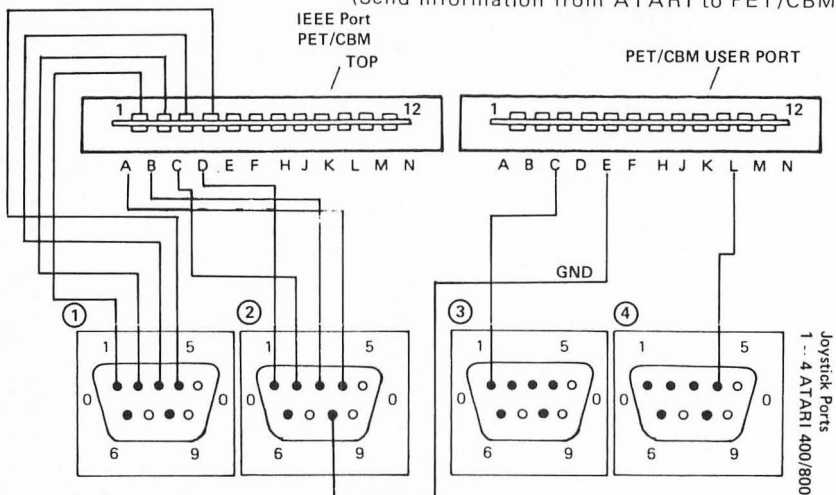 (Send Information from ATARI to PET/CBM
IEEE Port
PET/CBM
TOP
PET/CBM USER PORT
1 12
1 12
A B C D E F H J K L M N
A B C D E F H J K L M N
GND
1 2 3 4
1 5
1 5
1 5
1 5
0 0 0 0 0 0
6 9
6 9
6 9
6 9
Joystick Ports
1 -- 4 ATARI 400/800